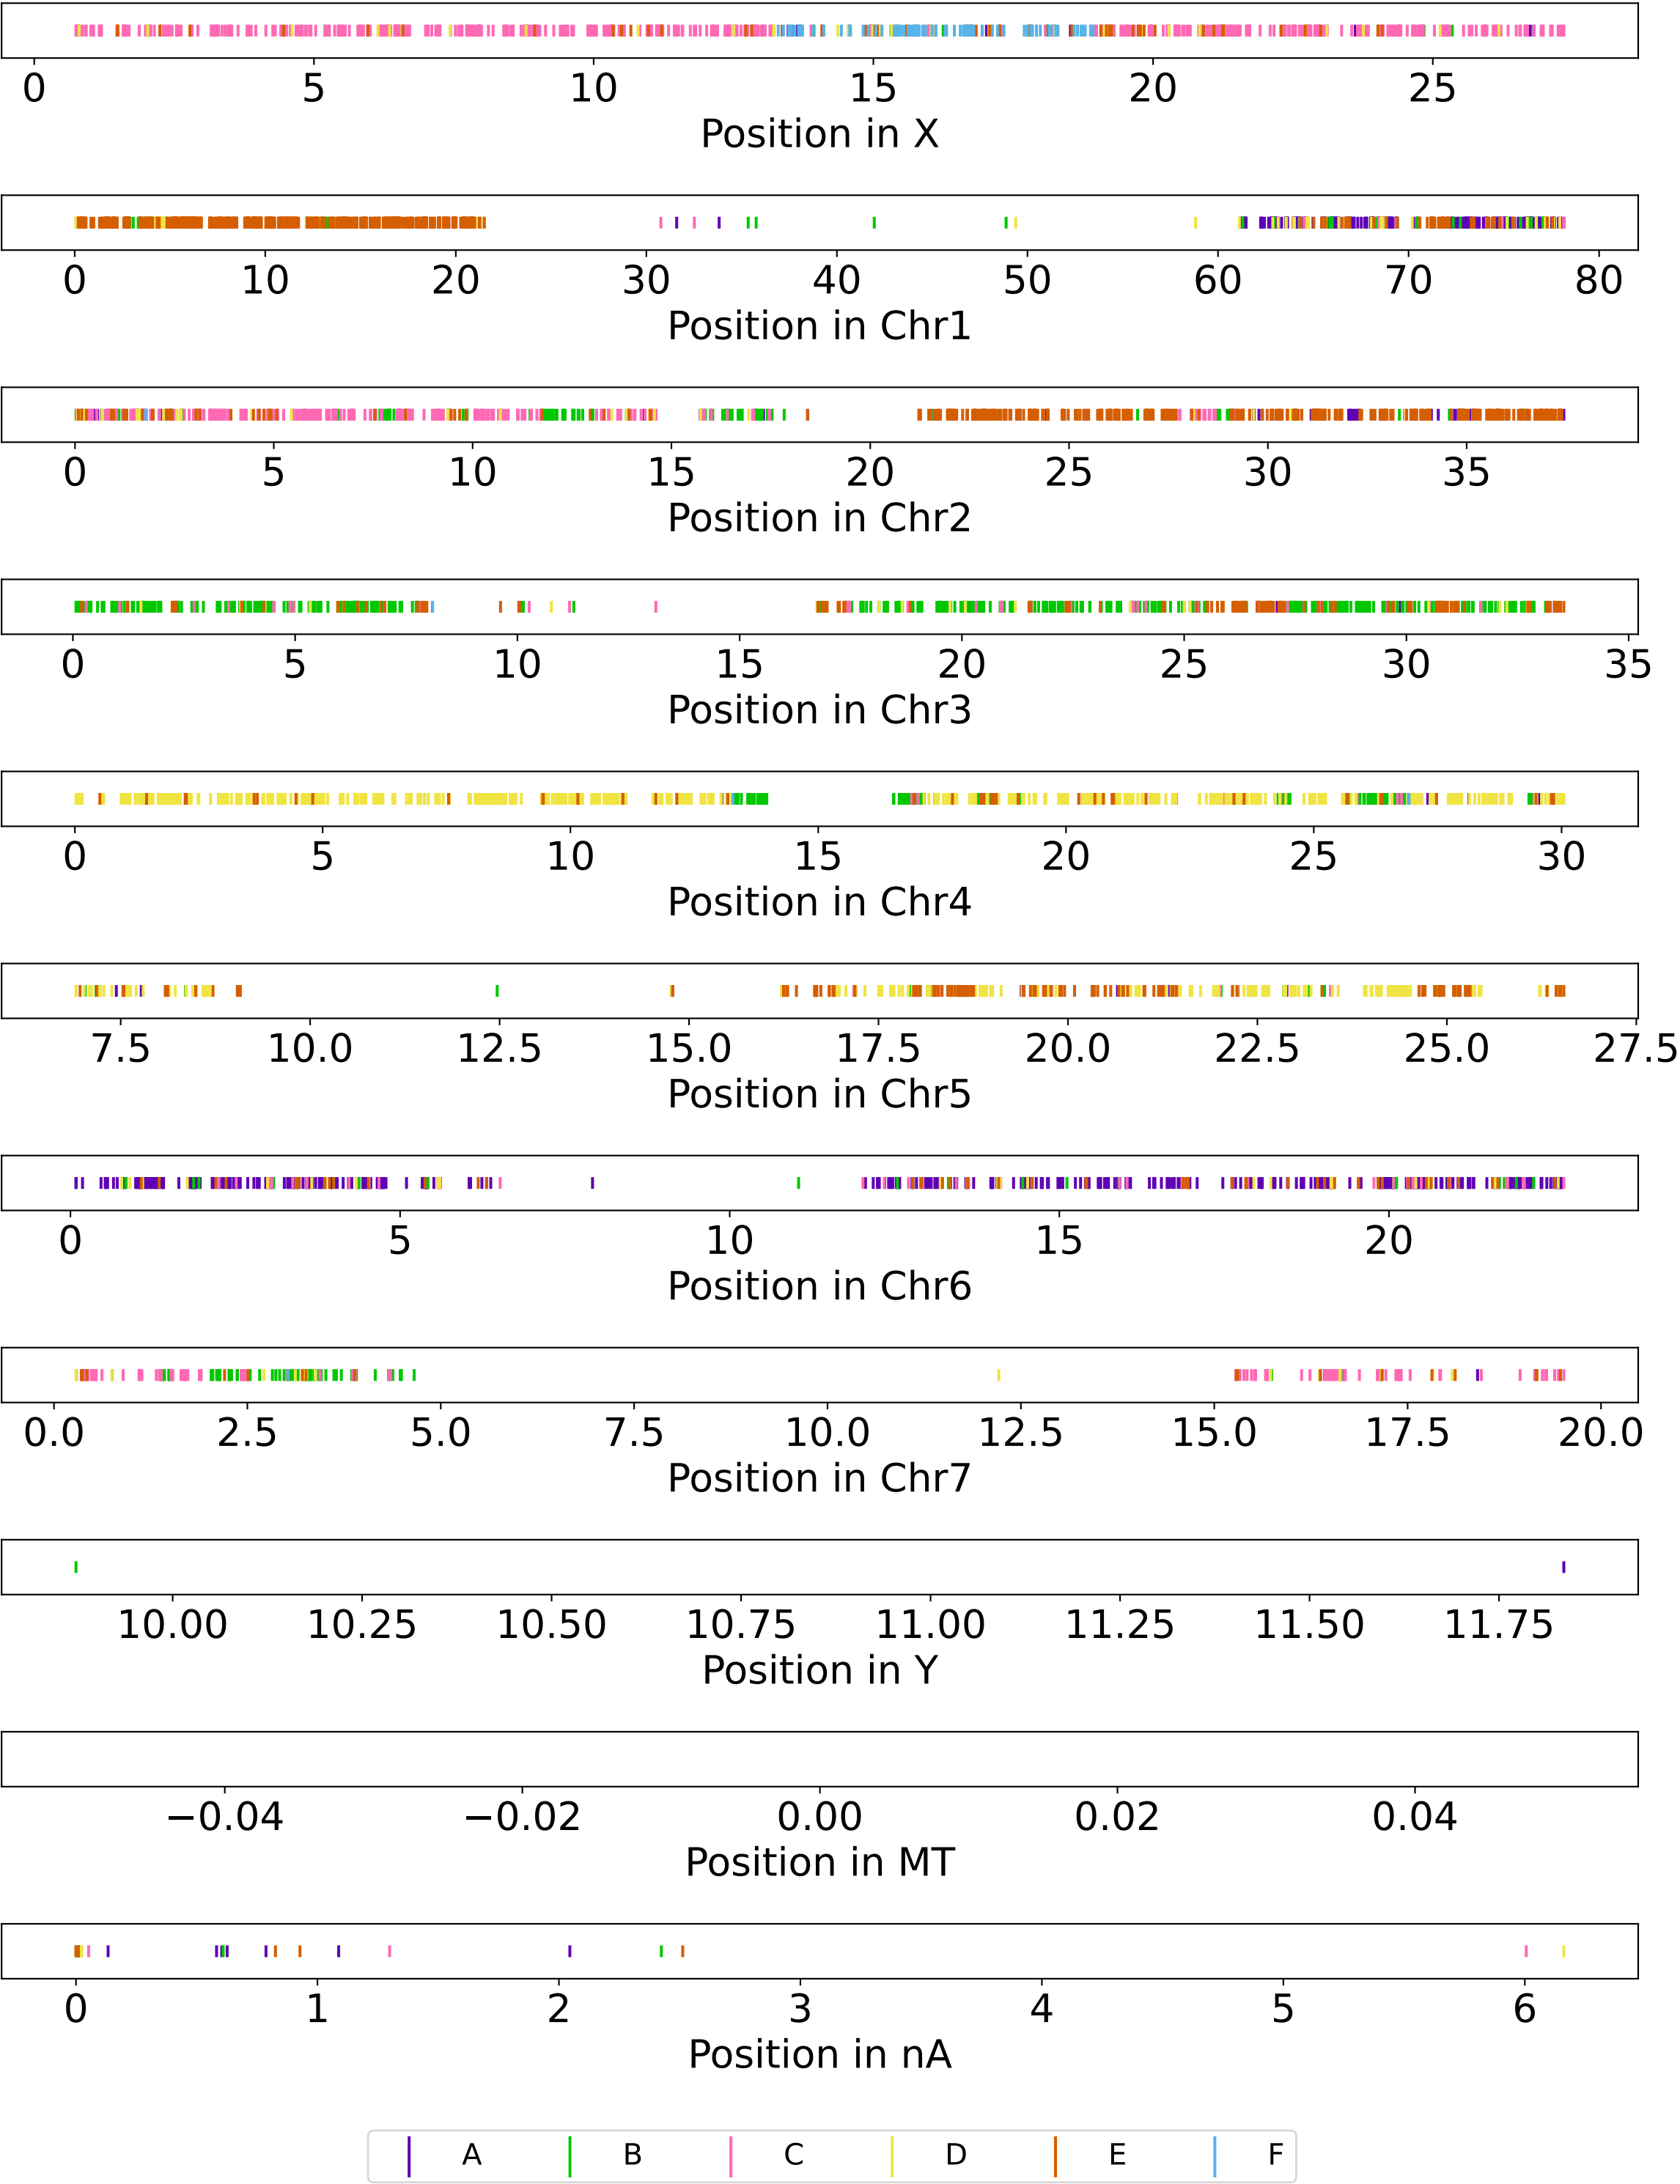 0 5 10 15 20 25
Position in X
0 10 20 30 40 50 60 70 80
Position in Chr1
0 5 10 15 20 25 30 35
Position in Chr2
0 5 10 15 20 25 30 35
Position in Chr3
0 5 10 15 20 25 30
Position in Chr4
7.5 10.0 12.5 15.0 17.5 20.0 22.5 25.0 27.5
Position in Chr5
0 5 10 15 20
Position in Chr6
0.0 2.5 5.0 7.5 10.0 12.5 15.0 17.5 20.0
Position in Chr7
10.00 10.25 10.50 10.75 11.00 11.25 11.50 11.75
Position in Y
−0.04 −0.02 0.00 0.02 0.04
Position in MT
0 1 2 3 4 5 6
Position in nA
A B C D E F